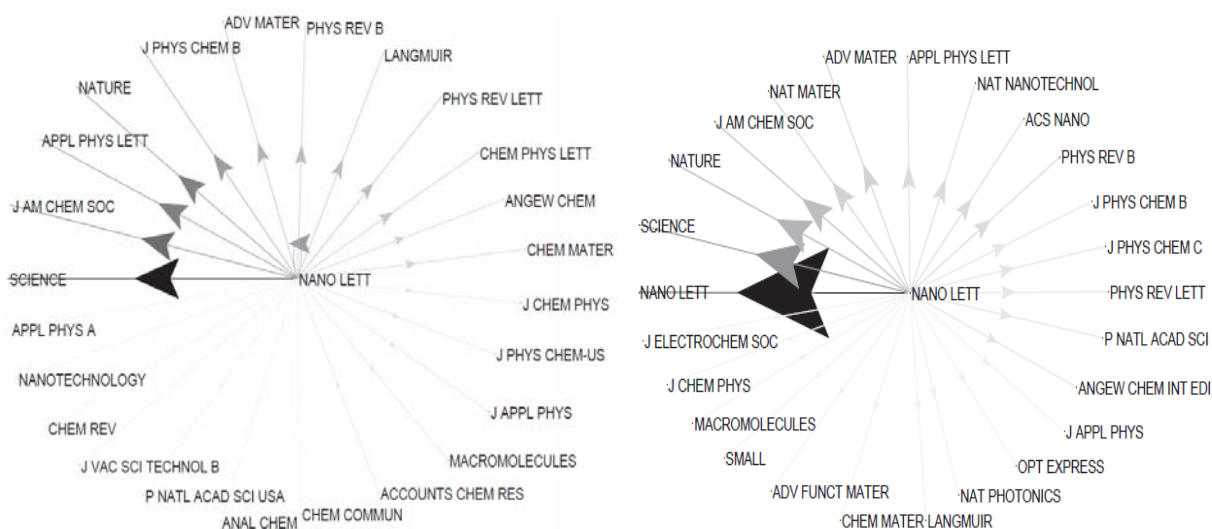 ADV MATER
PHYS REV B
J PHYS CHEM B
LANGMUIR
NATURE
PHYS REV LETT
APPL PHYS LETT
CHEM PHYS LETT
J AM CHEM SOC
ANGEW CHEM
CHEM MATER
SCIENCE
NANO LETT
J CHEM PHYS
APPL PHYS A
J PHYS CHEM-US
NANOTECHNOLOGY
J APPL PHYS
CHEM REV
MACROMOLECULES
J VAC SCI TECHNOL B
P NATL ACAD SCI USA
ACCOUNTS CHEM RES
ANAL CHEM
CHEM COMMUN
ADV MATER
APPL PHYS LETT
NAT MATER
NAT NANOTECHNOL
J AM CHEM SOC
ACS NANO
NATURE
PHYS REV B
J PHYS CHEM B
SCIENCE
J PHYS CHEM C
NANO LETT
NANO LETT
PHYS REV LETT
J ELECTROCHEM SOC
P NATL ACAD SCI
J CHEM PHYS
ANGEW CHEM INT EDI
MACROMOLECULES
J APPL PHYS
SMALL
OPT EXPRESS
ADV FUNCT MATER
NAT PHOTONICS
CHEM MATER
LANGMUIR